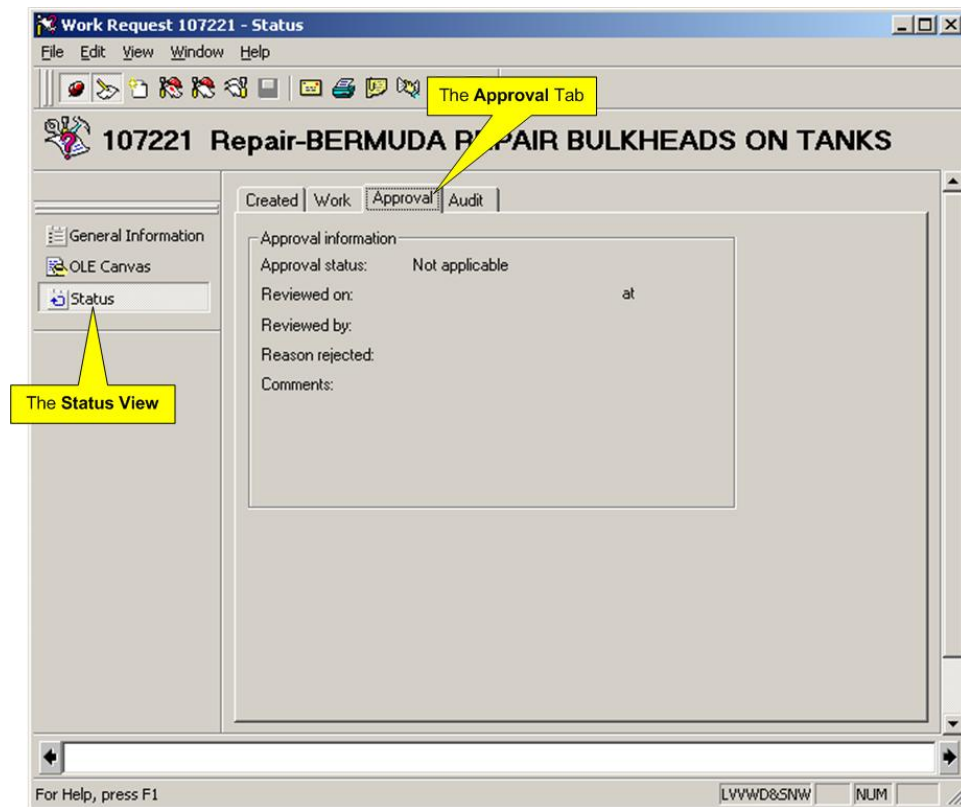 Work Request 107221 - Status
File Edit View Window Help
The Approval Tab
107221 Repair-BERMUDA REPAIR BULKHEADS ON TANKS
Created Work Approval Audit
General Information
OLE Canvas
Status
The Status View
Approval information
Approval status: Not applicable
Reviewed on: at
Reviewed by:
Reason rejected:
Comments:
For Help, press F1 LVVWD&SNW NUM